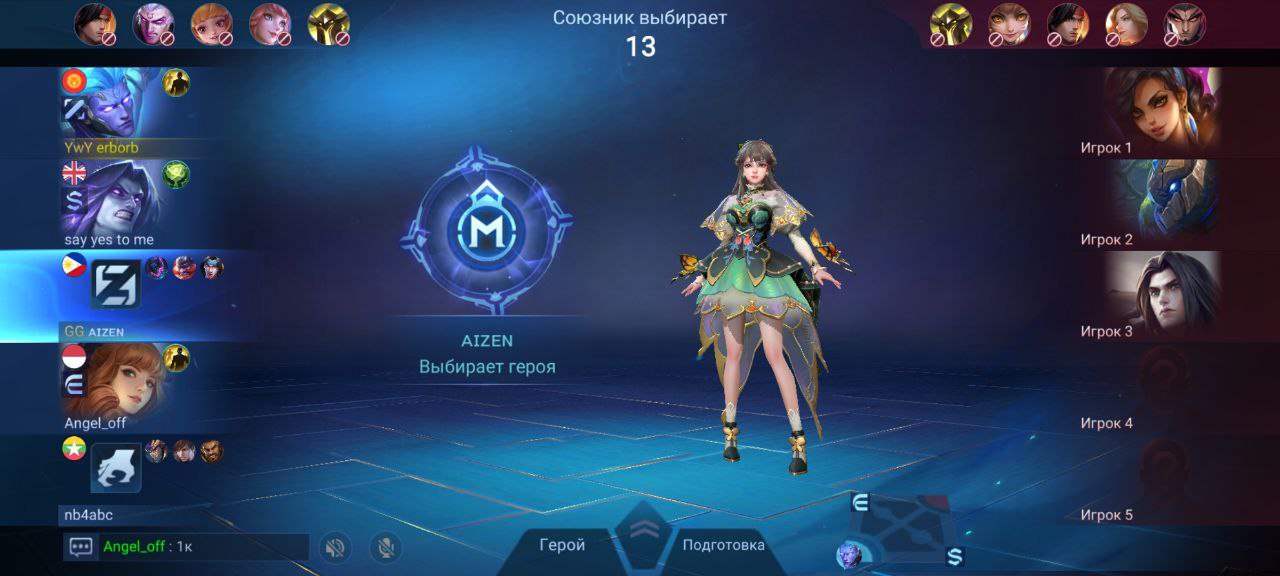 Союзник выбирает
13
YwY erborb
say yes to me
GG AIZEN
Angel_off
nb4abc
Angel_off : 1к
AIZEN
Выбирает героя
Герой
Подготовка
Игрок 1
Игрок 2
Игрок 3
Игрок 4
Игрок 5